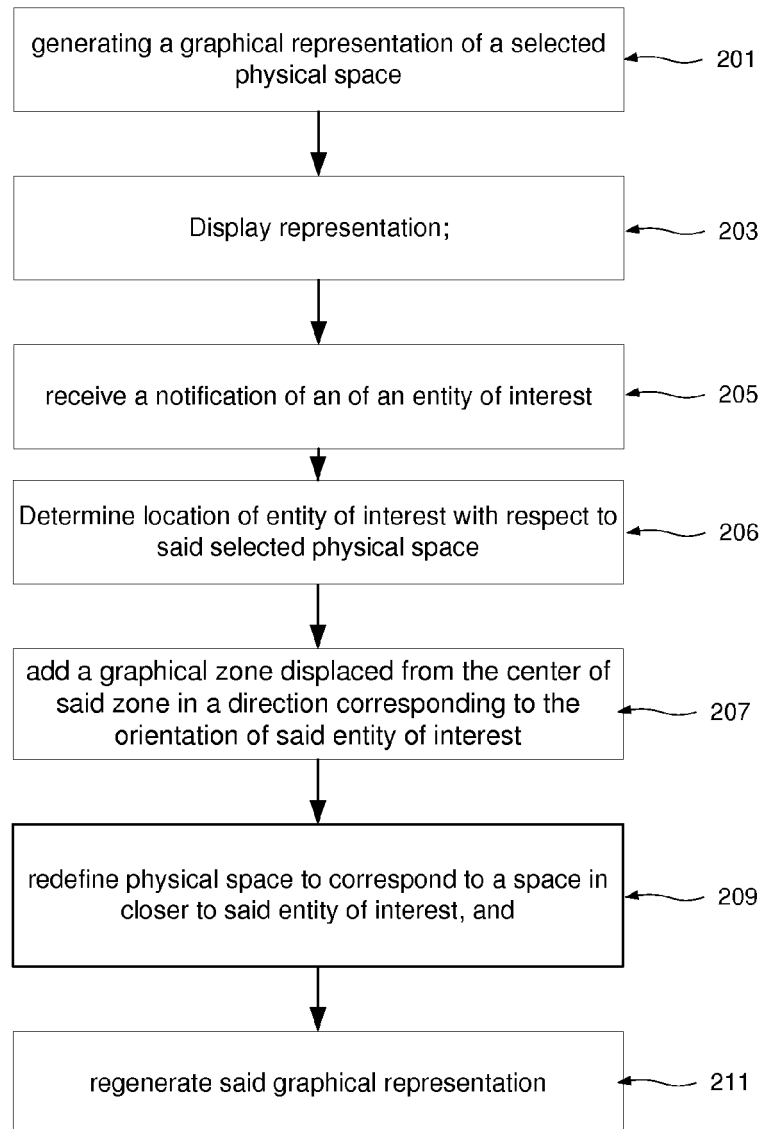 generating a graphical representation of a selected
physical space
201
Display representation;
203
receive a notification of an of an entity of interest
205
Determine location of entity of interest with respect to
said selected physical space
206
add a graphical zone displaced from the center of
said zone in a direction corresponding to the
orientation of said entity of interest
207
redefine physical space to correspond to a space in
closer to said entity of interest, and
209
regenerate said graphical representation
211